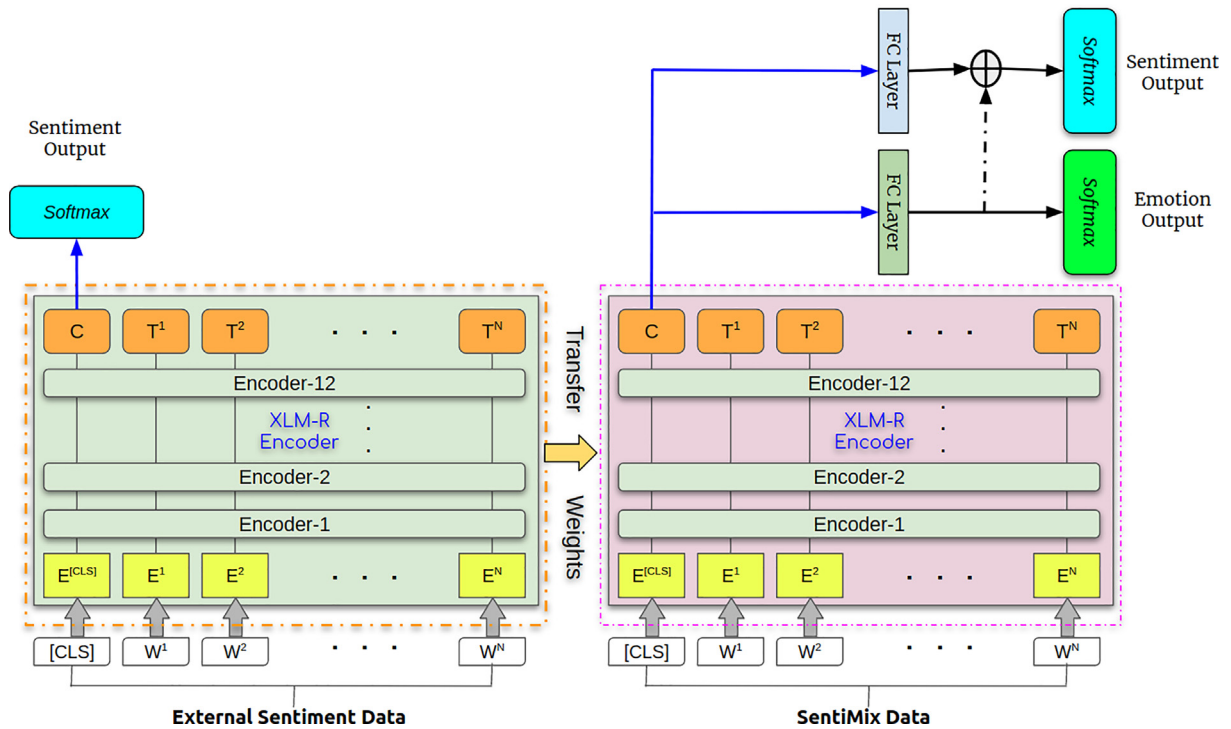 Sentiment
Output
Softmax
C
T¹
T²
. . .
Tᴺ
Encoder-12
XLM-R
Encoder
Encoder-2
Encoder-1
E[CLS]
E¹
E²
. . .
Eᴺ
[CLS]
W¹
W²
. . .
Wᴺ
External Sentiment Data
Transfer
Weights
FC Layer
Softmax
Sentiment
Output
FC Layer
Softmax
Emotion
Output
C
T¹
T²
. . .
Tᴺ
Encoder-12
XLM-R
Encoder
Encoder-2
Encoder-1
E[CLS]
E¹
E²
. . .
Eᴺ
[CLS]
W¹
W²
. . .
Wᴺ
SentiMix Data